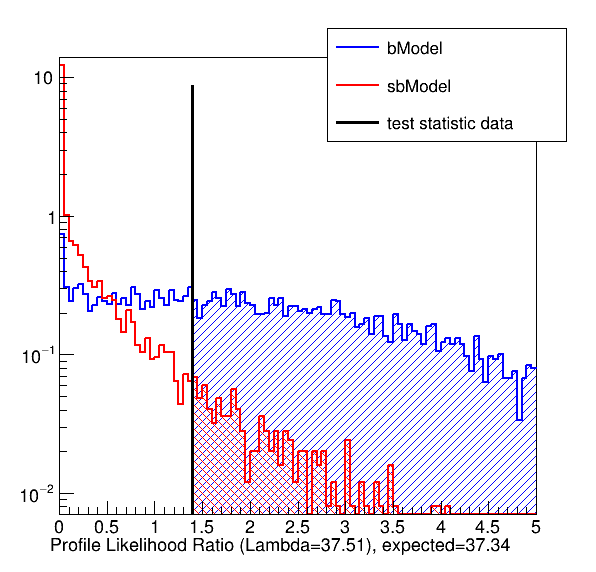 bModel
sbModel
test statistic data
10
1
10⁻¹
10⁻²
0 0.5 1 1.5 2 2.5 3 3.5 4 4.5 5
Profile Likelihood Ratio (Lambda=37.51), expected=37.34